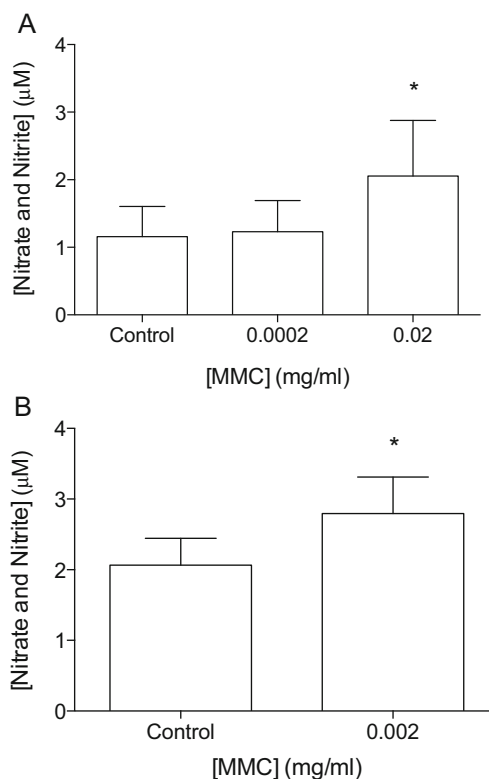 A
[Nitrate and Nitrite] (μM)
4
3
2
1
0
*
Control 0.0002 0.02
[MMC] (mg/ml)
B
[Nitrate and Nitrite] (μM)
4
3
2
1
0
*
Control 0.002
[MMC] (mg/ml)